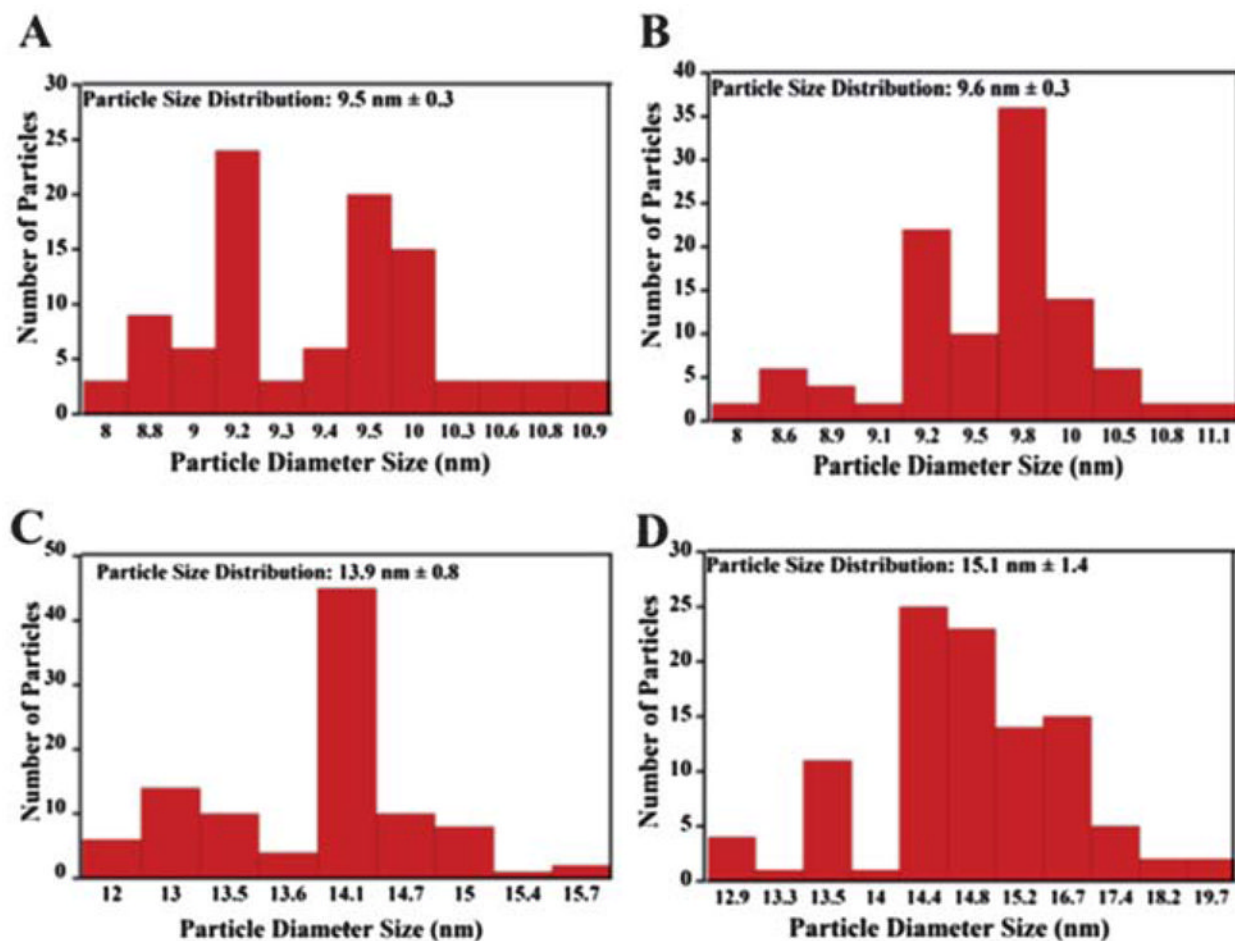 A
Particle Size Distribution: 9.5 nm ± 0.3
Number of Particles
30
25
20
15
10
5
0
8 8.8 9 9.2 9.3 9.4 9.5 10 10.3 10.6 10.8 10.9
Particle Diameter Size (nm)
B
Particle Size Distribution: 9.6 nm ± 0.3
Number of Particles
40
35
30
25
20
15
10
5
0
8 8.6 8.9 9.1 9.2 9.5 9.8 10 10.5 10.8 11.1
Particle Diameter Size (nm)
C
Particle Size Distribution: 13.9 nm ± 0.8
Number of Particles
50
40
30
20
10
0
12 13 13.5 13.6 14.1 14.7 15 15.4 15.7
Particle Diameter Size (nm)
D
Particle Size Distribution: 15.1 nm ± 1.4
Number of Particles
30
25
20
15
10
5
0
12.9 13.3 13.5 14 14.4 14.8 15.2 16.7 17.4 18.2 19.7
Particle Diameter Size (nm)